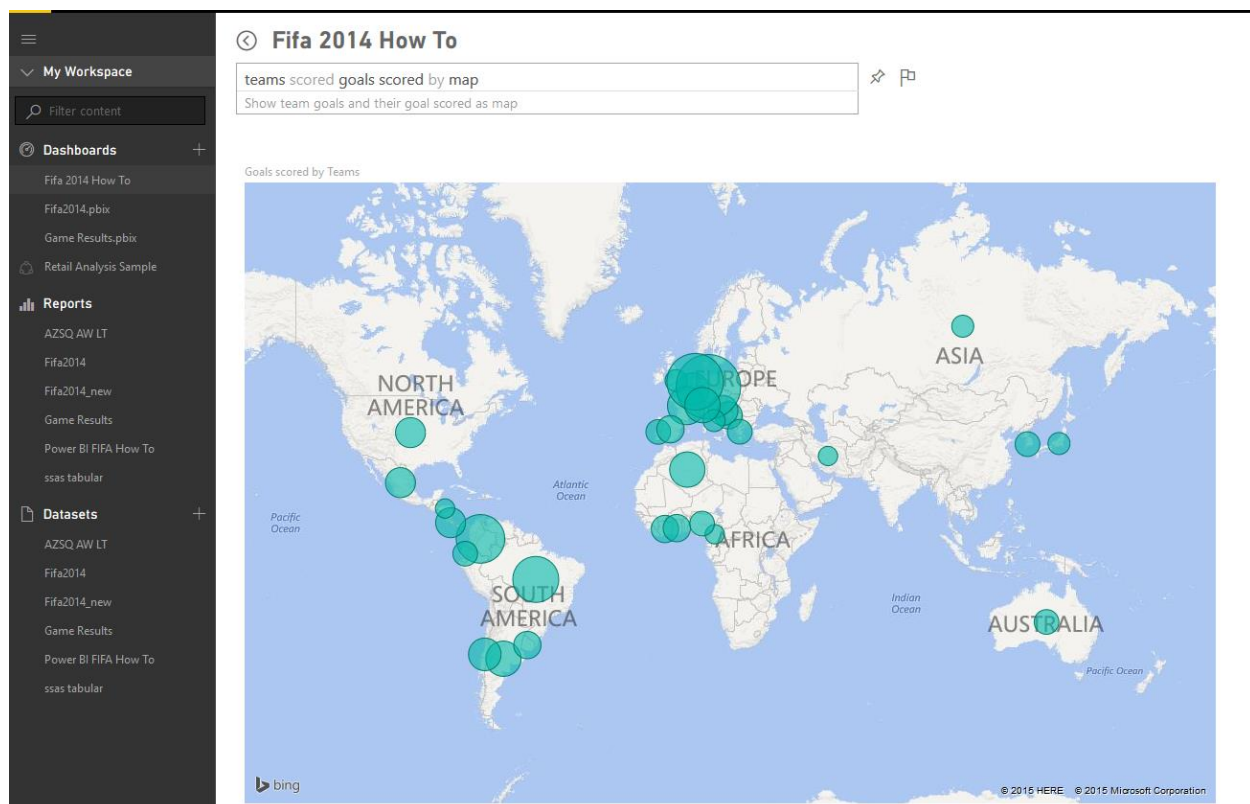 Fifa 2014 How To
My Workspace
teams scored goals scored by map
Show team goals and their goal scored as map
Filter content
Dashboards
Fifa 2014 How To
Fifa2014.pbix
Game Results.pbix
Retail Analysis Sample
Reports
AZSQ AW LT
Fifa2014
Fifa2014_new
Game Results
Power BI FIFA How To
ssas tabular
Datasets
AZSQ AW LT
Fifa2014
Fifa2014_new
Game Results
Power BI FIFA How To
ssas tabular
Goals scored by Teams
NORTH
AMERICA
EUROPE
ASIA
Atlantic
Ocean
Pacific
Ocean
AFRICA
SOUTH
AMERICA
Indian
Ocean
AUSTRALIA
Pacific Ocean
bing
© 2015 HERE © 2015 Microsoft Corporation